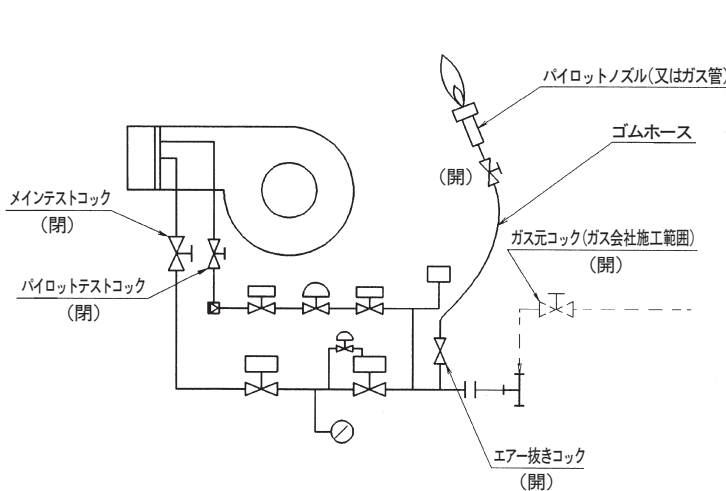 パイロットノズル(又はガス管)
ゴムホース
(開)
メインテストコック
(閉)
ガス元コック(ガス会社施工範囲)
(開)
パイロットテストコック
(閉)
エアー抜きコック
(開)